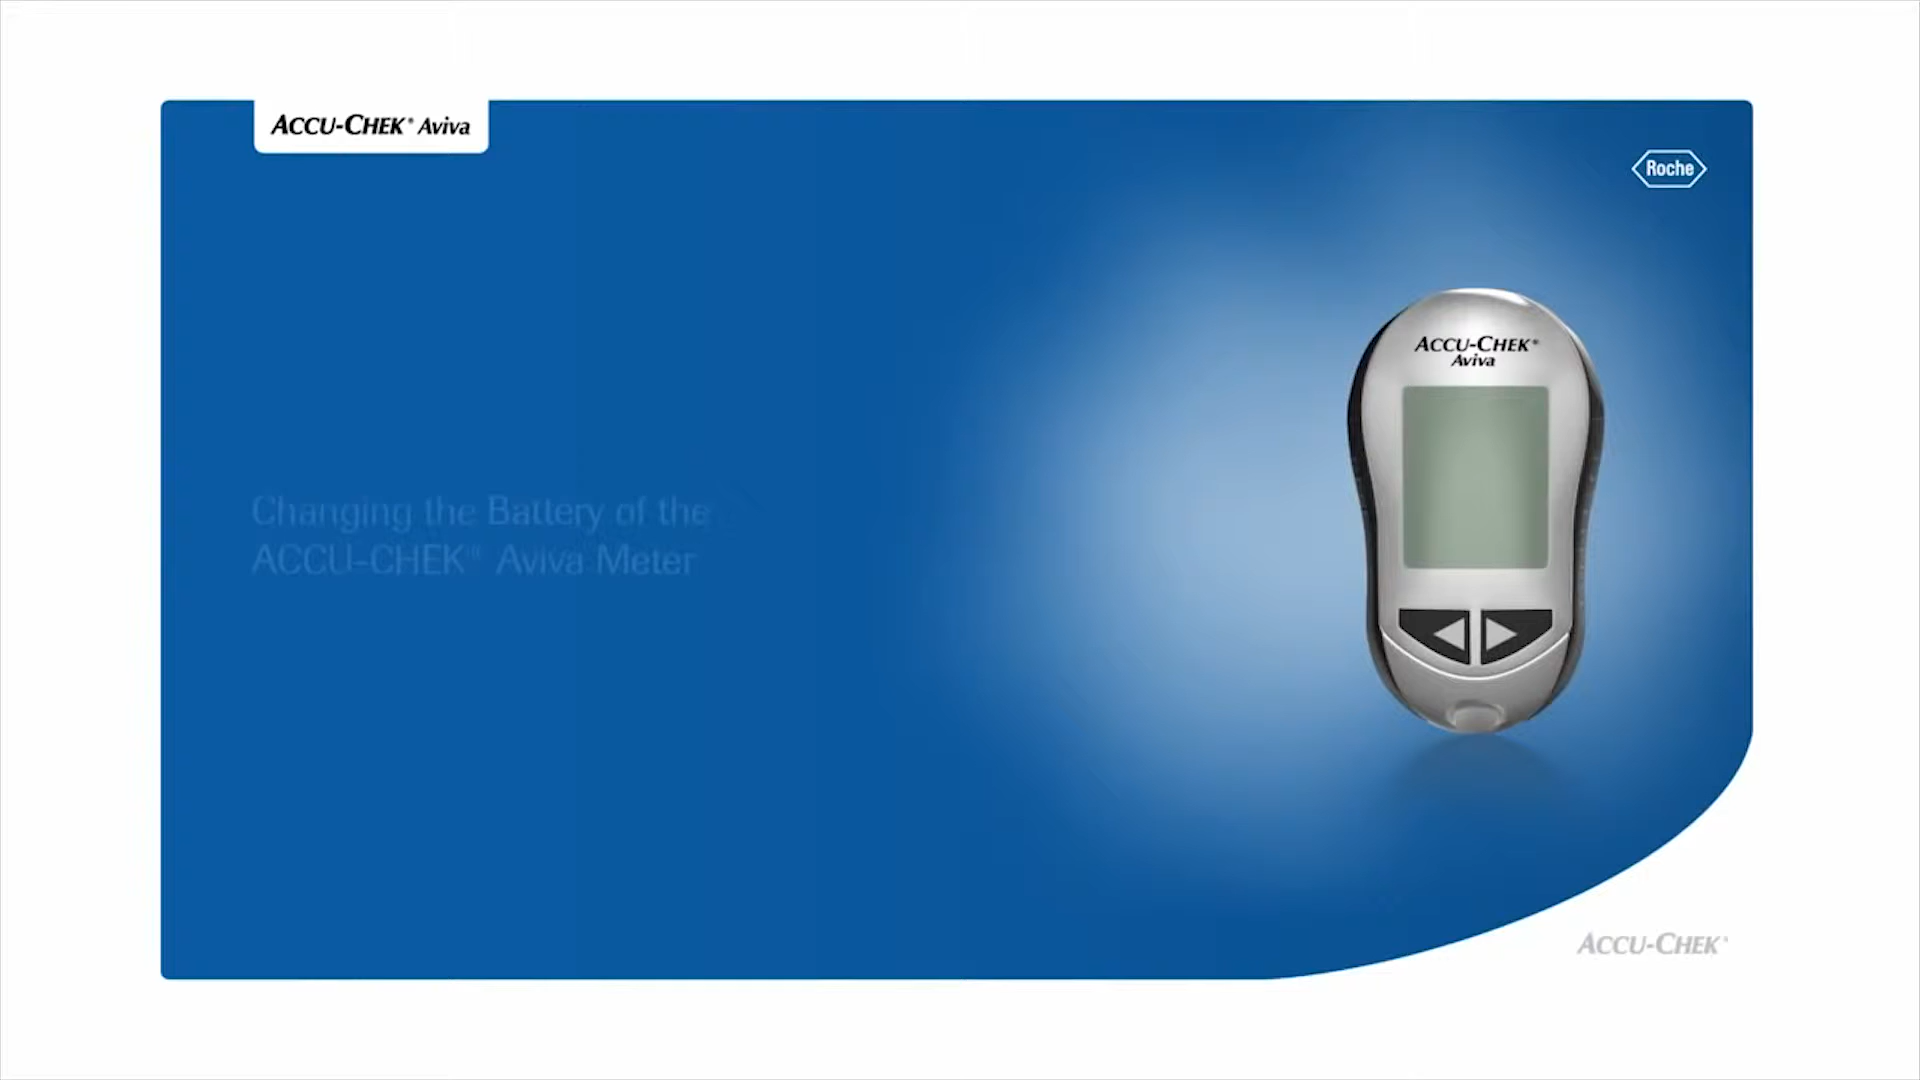 ACCU-CHEK® Aviva
Roche
ACCU-CHEK®
Aviva
Changing the Battery of the
ACCU-CHEK® Aviva Meter
ACCU-CHEK®